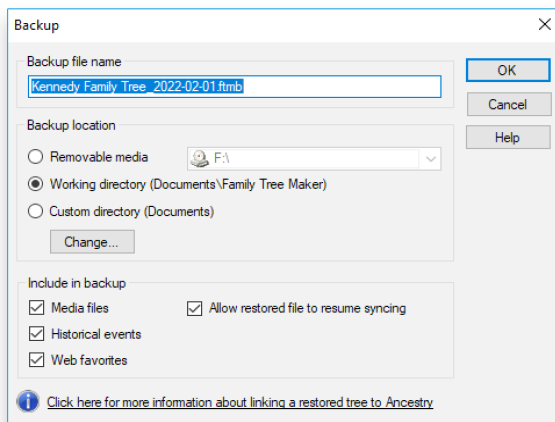 Backup
Backup file name
Kennedy Family Tree_2022-02-01.ftmb
OK
Cancel
Help
Backup location
Removable media
F:\
Working directory (Documents\Family Tree Maker)
Custom directory (Documents)
Change...
Include in backup
Media files
Allow restored file to resume syncing
Historical events
Web favorites
Click here for more information about linking a restored tree to Ancestry